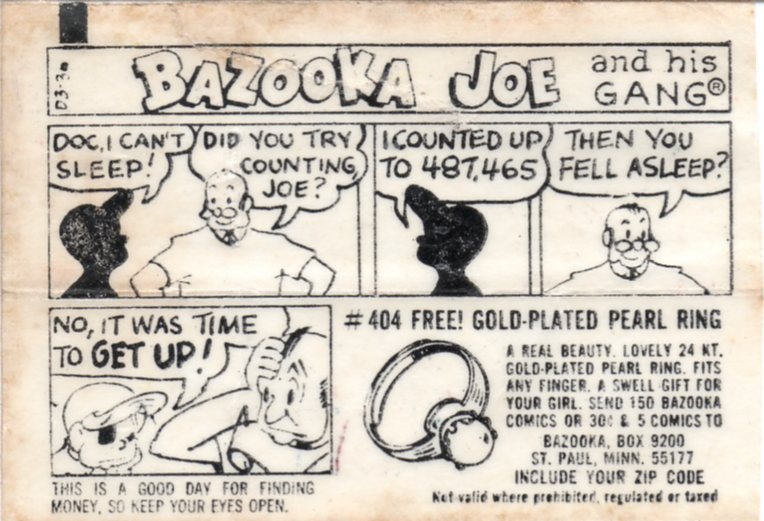 BAZOOKA JOE and his
GANG®
DOC, I CAN'T
SLEEP!
DID YOU TRY
COUNTING,
JOE?
I COUNTED UP
TO 487,465
THEN YOU
FELL ASLEEP?
NO, IT WAS TIME
TO GET UP!
#404 FREE! GOLD-PLATED PEARL RING
A REAL BEAUTY. LOVELY 24 KT.
GOLD-PLATED PEARL RING. FITS
ANY FINGER. A SWELL GIFT FOR
YOUR GIRL. SEND 150 BAZOOKA
COMICS OR 30¢ & 5 COMICS TO
BAZOOKA, BOX 9200
ST. PAUL, MINN. 55177
INCLUDE YOUR ZIP CODE
Not valid where prohibited, regulated or taxed
THIS IS A GOOD DAY FOR FINDING
MONEY, SO KEEP YOUR EYES OPEN.